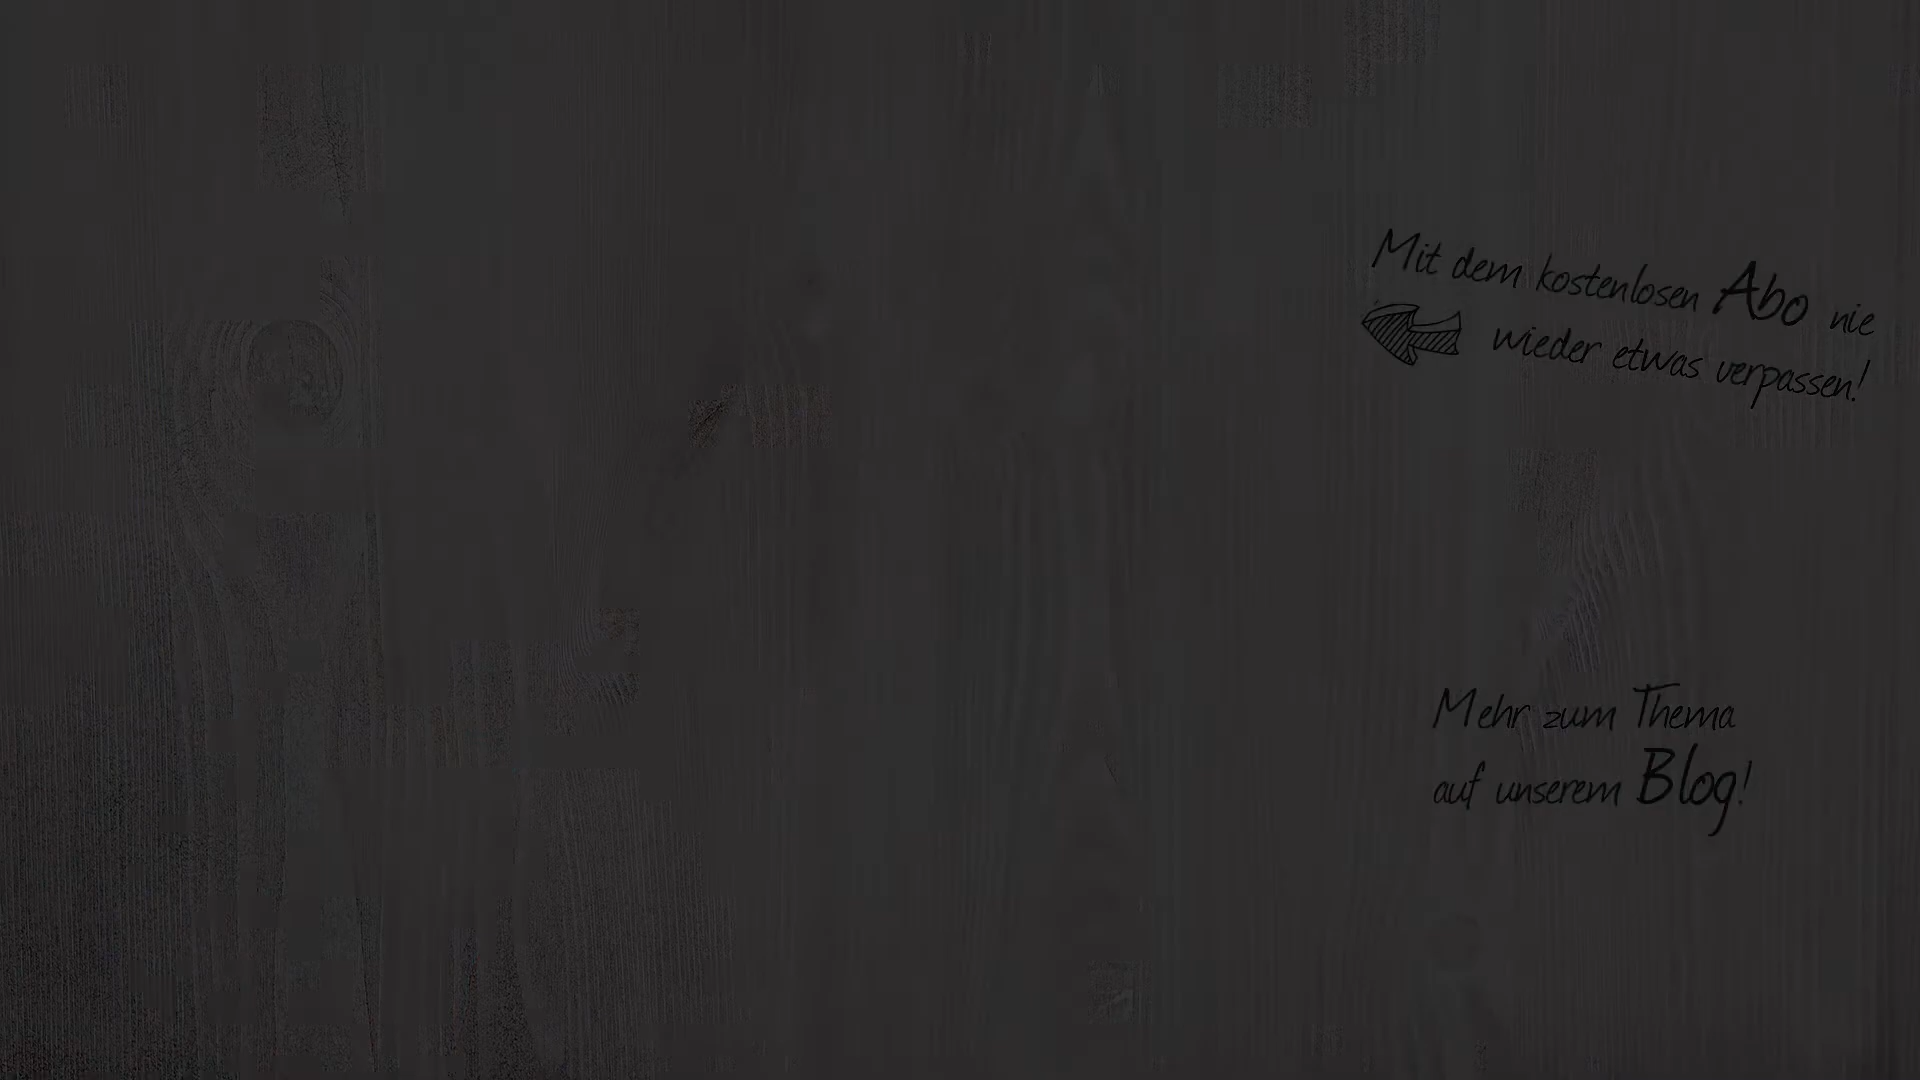 Mit dem kostenlosen Abo nie
wieder etwas verpassen!
Mehr zum Thema
auf unserem Blog!